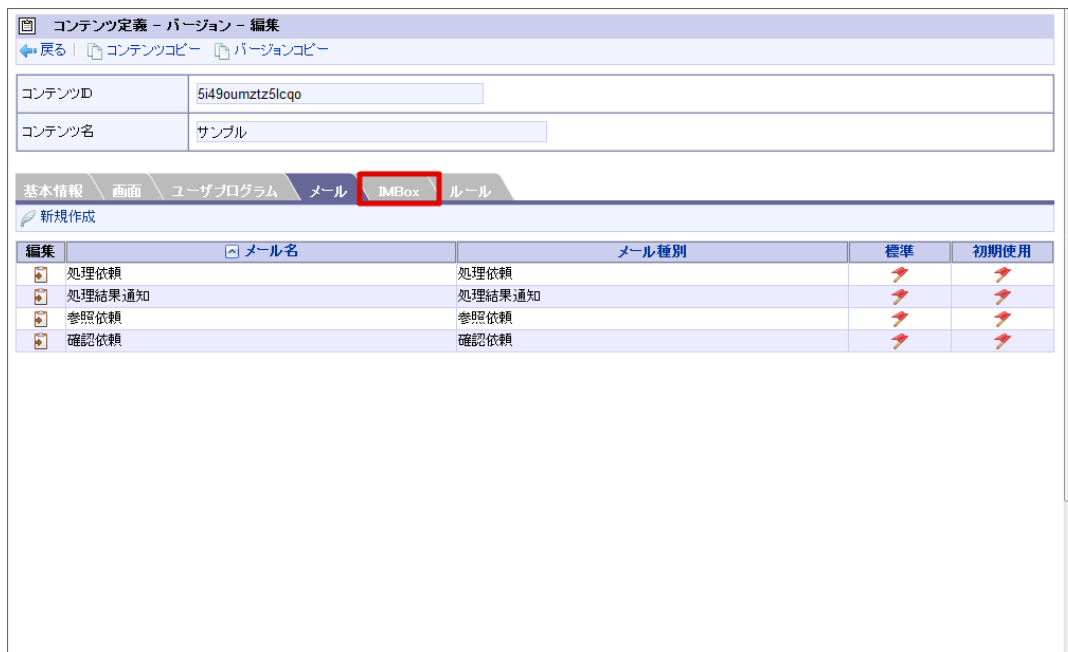 コンテンツ定義 - バージョン - 編集
戻る コンテンツコピー バージョンコピー
コンテンツID 5i49oumztz5lcqo
コンテンツ名 サンプル
基本情報 画面 ユーザプログラム メール IMBox ルール
新規作成
編集 メール名 メール種別 標準 初期使用
処理依頼 処理依頼
処理結果通知 処理結果通知
参照依頼 参照依頼
確認依頼 確認依頼